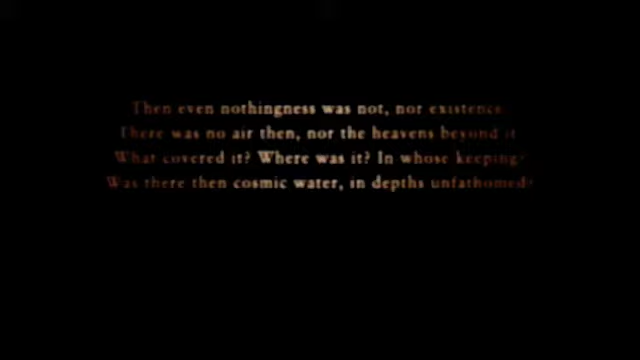 Then even nothingness was not, nor existence
There was no air then, nor the heavens beyond it
What covered it? Where was it? In whose keeping?
Was there then cosmic water, in depths unfathomed?